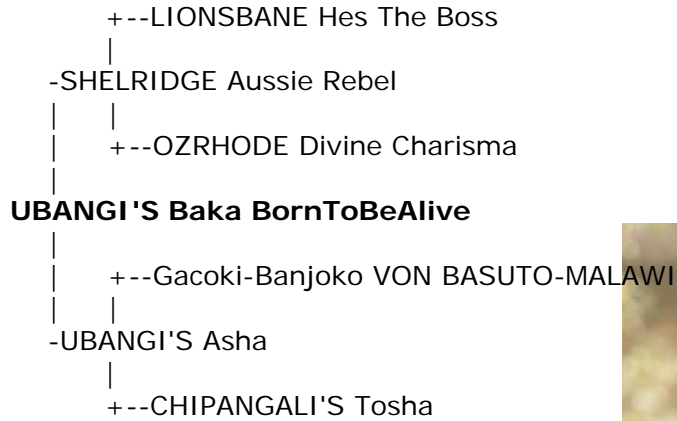 +--LIONSBANE Hes The Boss
|
-SHELRIDGE Aussie Rebel
| |
| +--OZRHODE Divine Charisma
|
UBANGI'S Baka BornToBeAlive
|
| +--Gacoki-Banjoko VON BASUTO-MALAWI
| |
-UBANGI'S Asha
|
+--CHIPANGALI'S Tosha